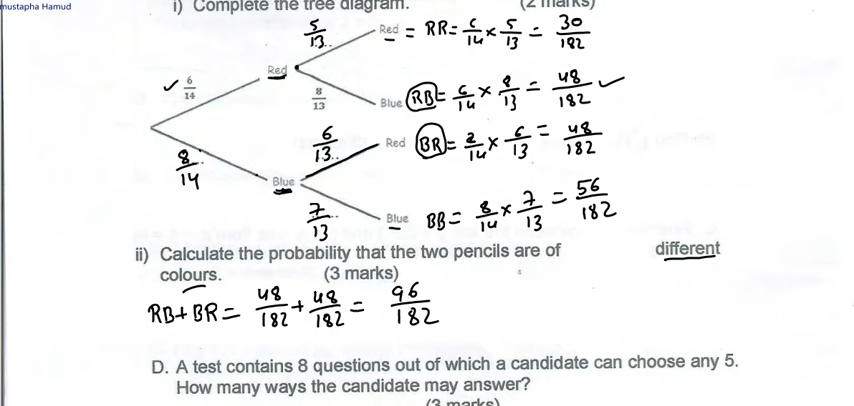 mustapha Hamud
i) Complete the tree diagram. (2 marks)
5/13 Red = RR = 6/14 × 5/13 = 30/182
✓ 6/14 Red
8/13 Blue RB = 6/14 × 8/13 = 48/182 ✓
6/13 Red BR = 8/14 × 6/13 = 48/182
8/14 Blue
7/13 Blue BB = 8/14 × 7/13 = 56/182
ii) Calculate the probability that the two pencils are of different
colours. (3 marks)
RB + BR = 48/182 + 48/182 = 96/182
D. A test contains 8 questions out of which a candidate can choose any 5.
How many ways the candidate may answer?
(3 marks)